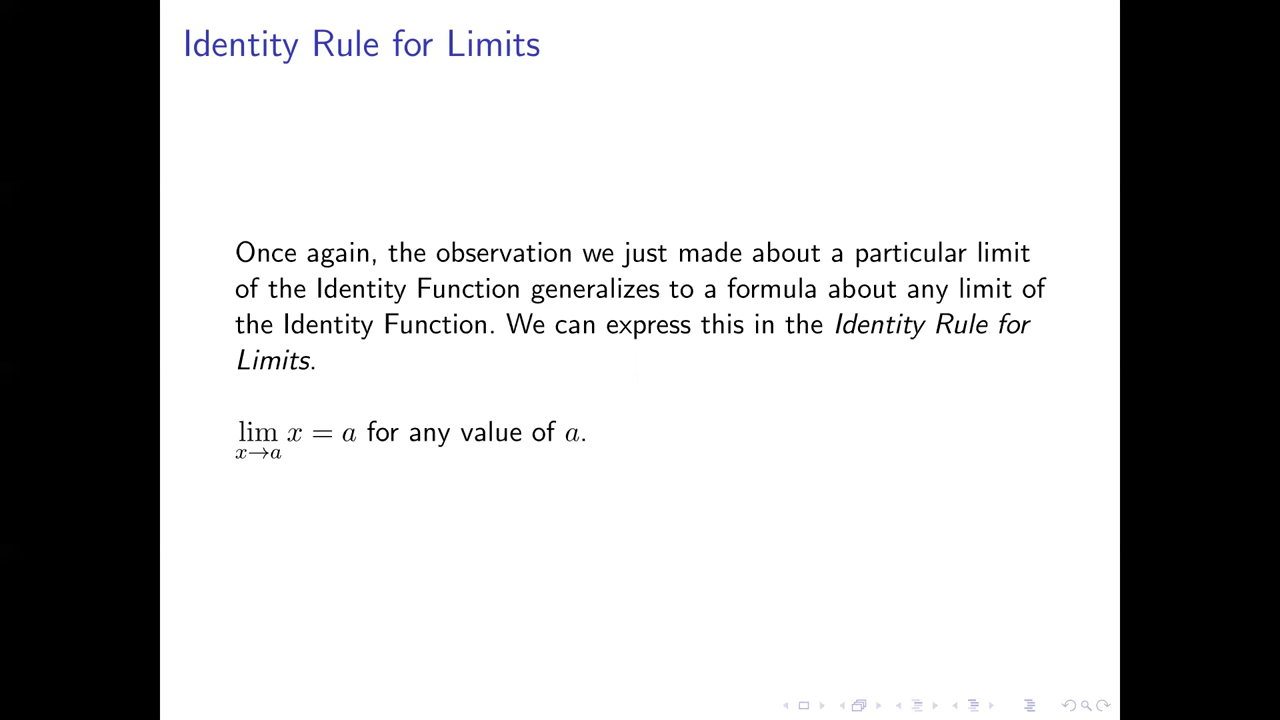 Identity Rule for Limits
Once again, the observation we just made about a particular limit
of the Identity Function generalizes to a formula about any limit of
the Identity Function. We can express this in the Identity Rule for
Limits.
lim x = a for any value of a.
x→a